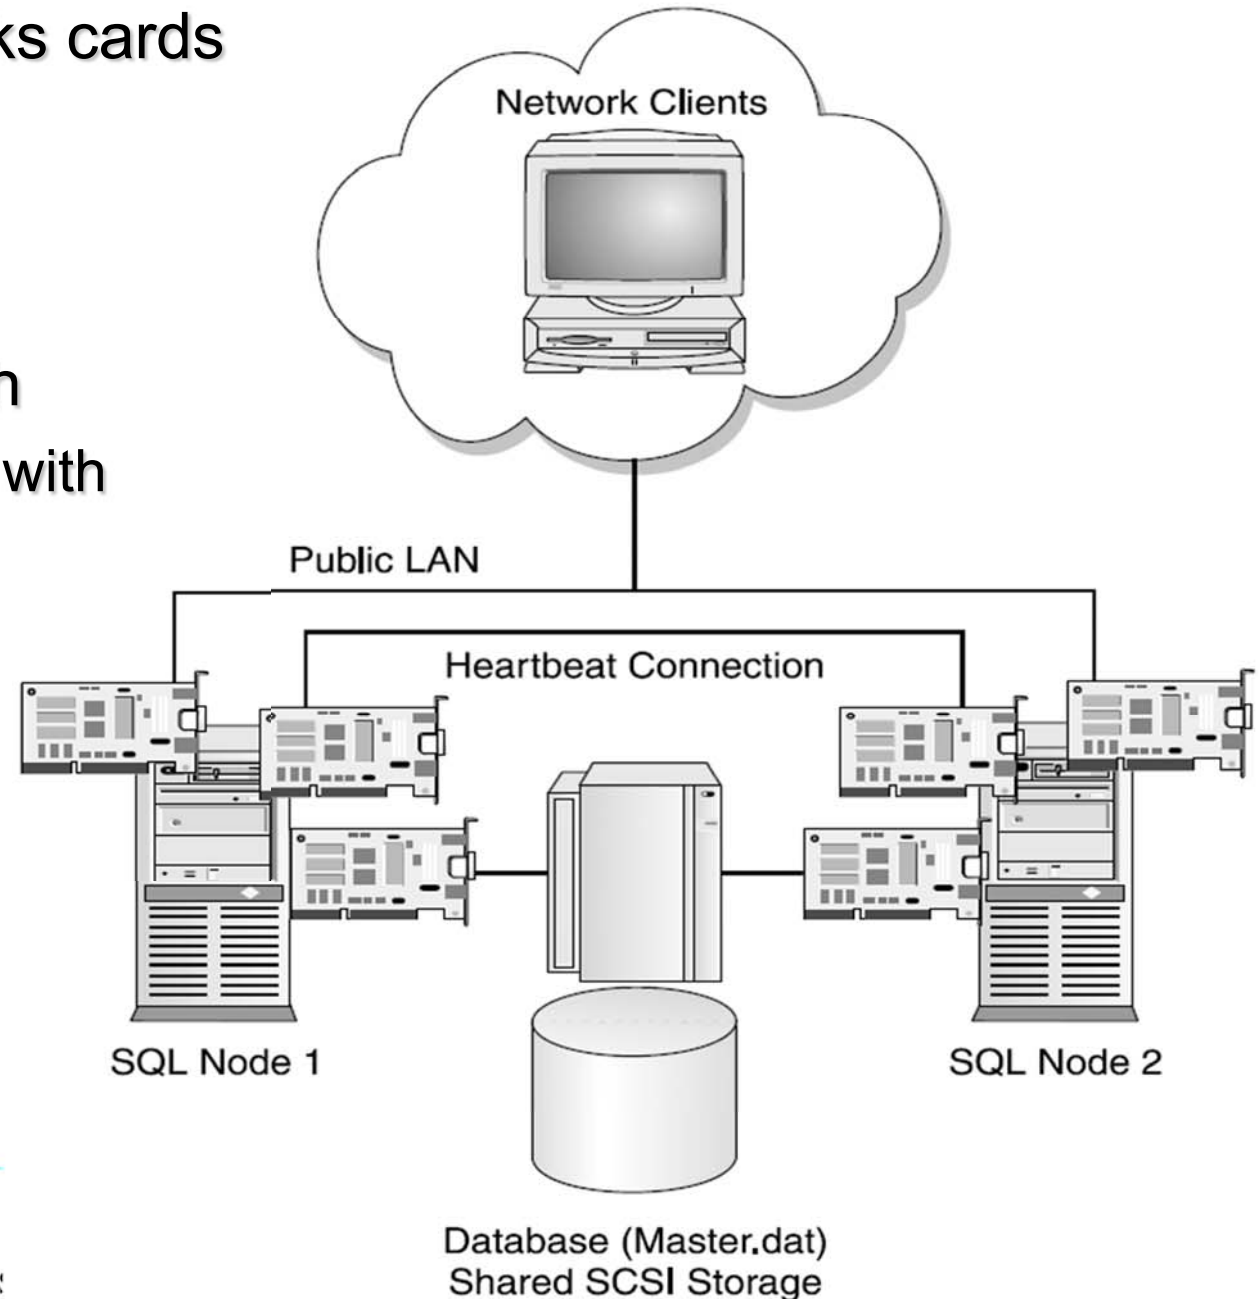 ks cards
Network Clients
with
Public LAN
Heartbeat Connection
SQL Node 1
SQL Node 2
Database (Master.dat)
Shared SCSI Storage